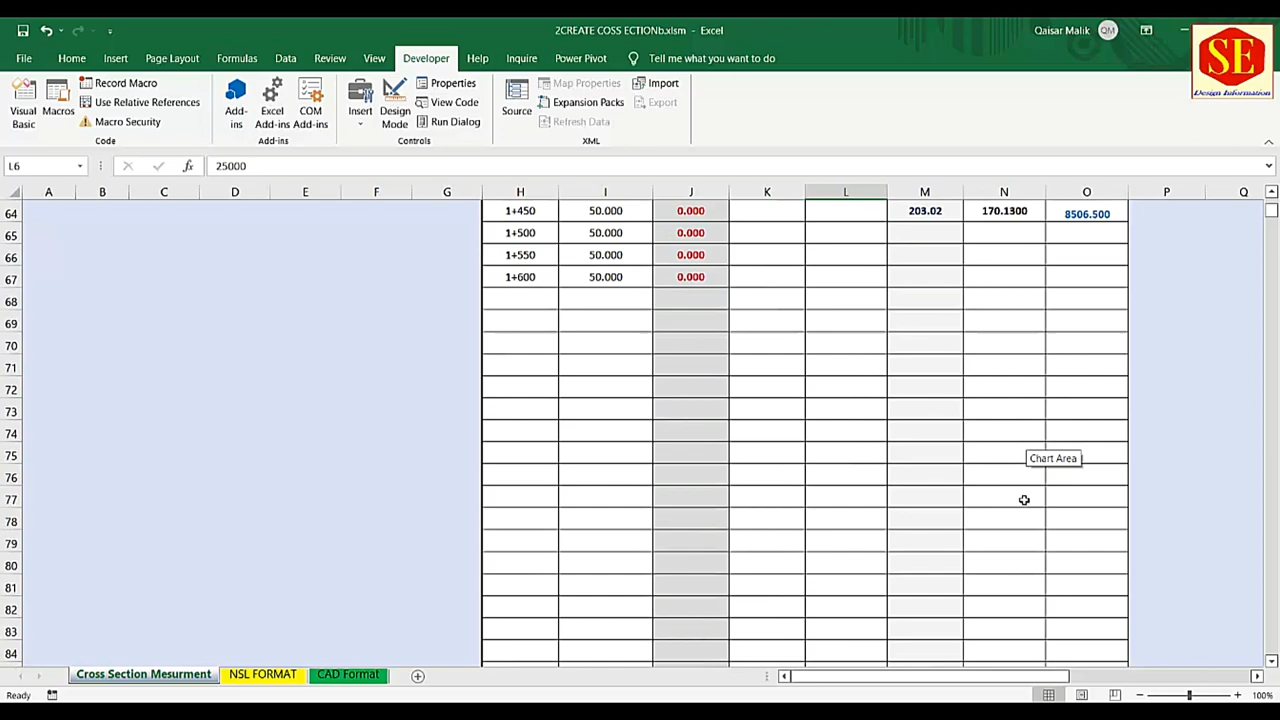 2CREATE COSS ECTIONb.xlsm - Excel
Qaisar Malik QM
SE
Design Information
File Home Insert Page Layout Formulas Data Review View Developer Help Inquire Power Pivot Tell me what you want to do
Visual Basic
Macros
Record Macro
Use Relative References
Macro Security
Code
Add-ins
Excel Add-ins
COM Add-ins
Add-ins
Insert
Design Mode
Properties
View Code
Run Dialog
Controls
Source
Map Properties
Expansion Packs
Refresh Data
Import
Export
XML
L6 fx 25000
A B C D E F G H I J K L M N O P Q
64 1+450 50.000 0.000 203.02 170.1300 8506.500
65 1+500 50.000 0.000
66 1+550 50.000 0.000
67 1+600 50.000 0.000
68
69
70
71
72
73
74
75
Chart Area
76
77
78
79
80
81
82
83
84
Cross Section Mesurment NSL FORMAT CAD Format
Ready 100%